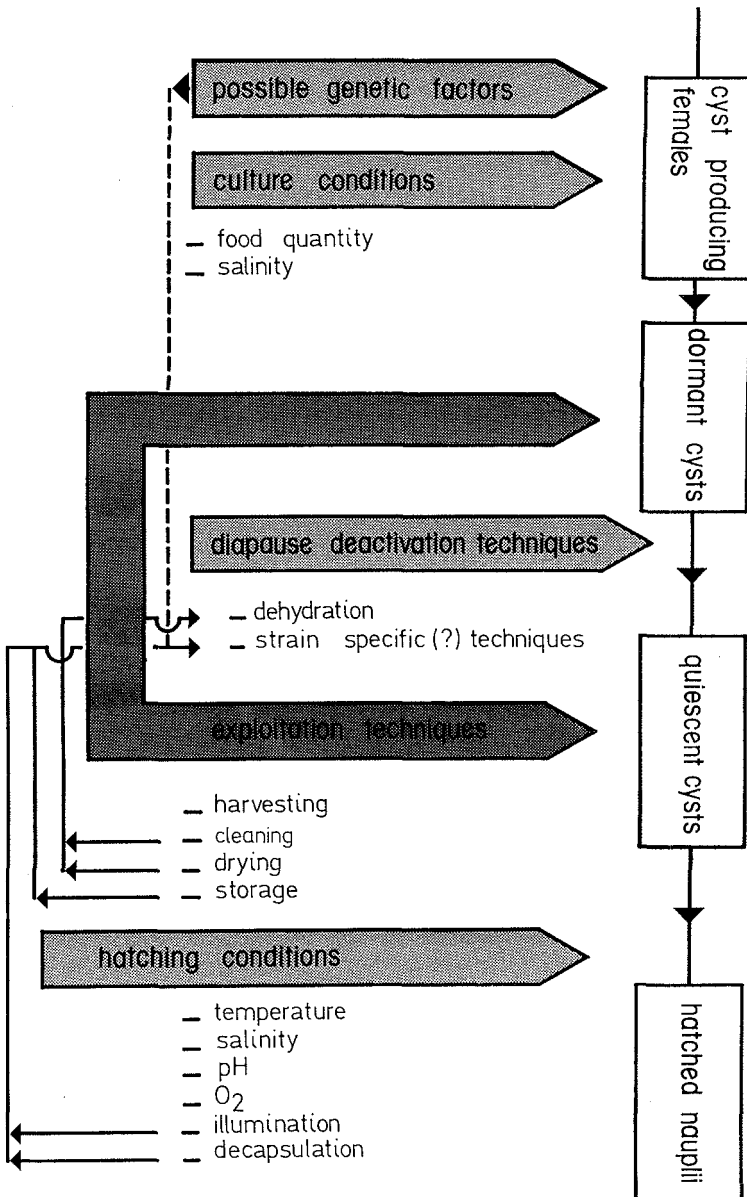 possible genetic factors
culture conditions
– food quantity
– salinity
diapause deactivation techniques
– dehydration
– strain specific (?) techniques
exploitation techniques
– harvesting
– cleaning
– drying
– storage
hatching conditions
– temperature
– salinity
– pH
– O2
– illumination
– decapsulation
cyst producing
females
dormant cysts
quiescent cysts
hatched nauplii